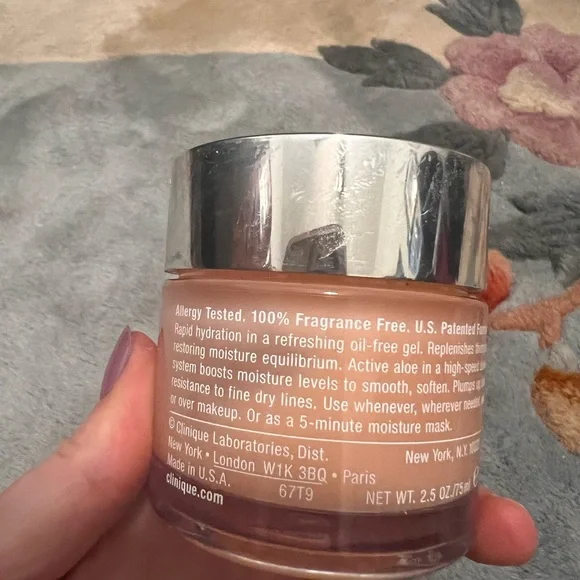 Allergy Tested. 100% Fragrance Free. U.S. Patented
Rapid hydration in a refreshing oil-free gel. Replenishes
restoring moisture equilibrium. Active aloe in a high-speed
system boosts moisture levels to smooth, soften. Plumps up
resistance to fine dry lines. Use whenever, wherever needed,
or over makeup. Or as a 5-minute moisture mask.
© Clinique Laboratories, Dist.
New York, N.Y.
New York • London W1K 3BQ • Paris
Made in U.S.A. 67T9
clinique.com
NET WT. 2.5 OZ./75